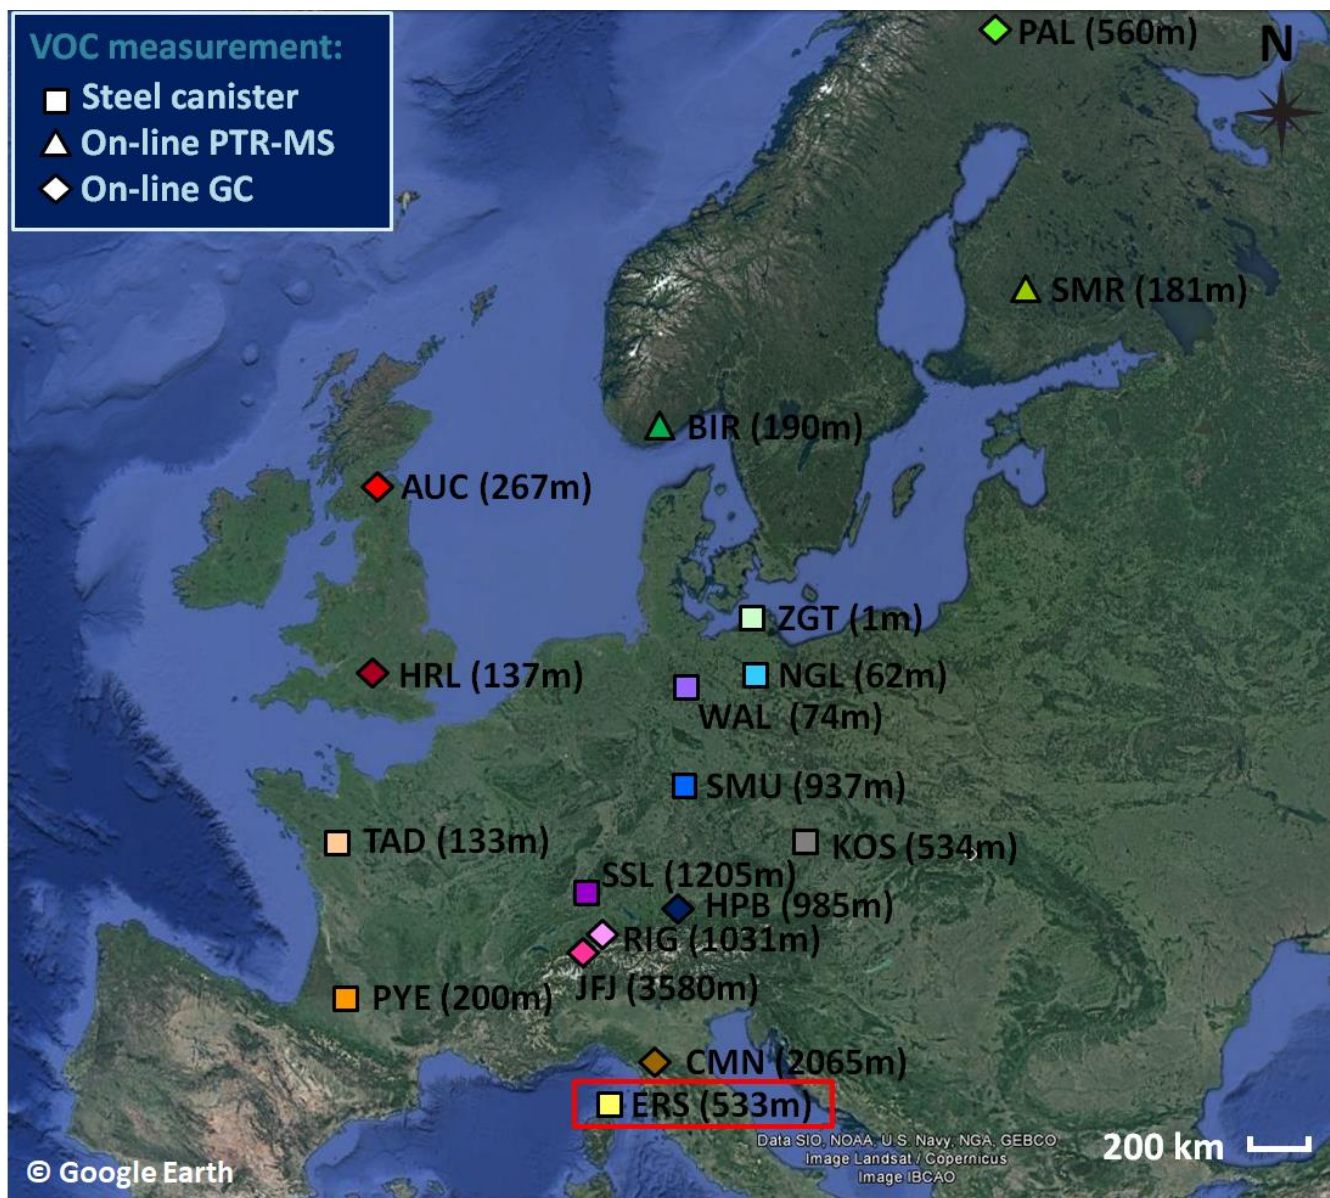 VOC measurement:
Steel canister
On-line PTR-MS
On-line GC
PAL (560m)
N
SMR (181m)
BIR (190m)
AUC (267m)
ZGT (1m)
HRL (137m)
NGL (62m)
WAL (74m)
SMU (937m)
TAD (133m)
KOS (534m)
SSL (1205m)
HPB (985m)
RIG (1031m)
JFJ (3580m)
PYE (200m)
CMN (2065m)
ERS (533m)
Data SIO, NOAA, U.S. Navy, NGA, GEBCO
Image Landsat / Copernicus
Image IBCAO
200 km
© Google Earth